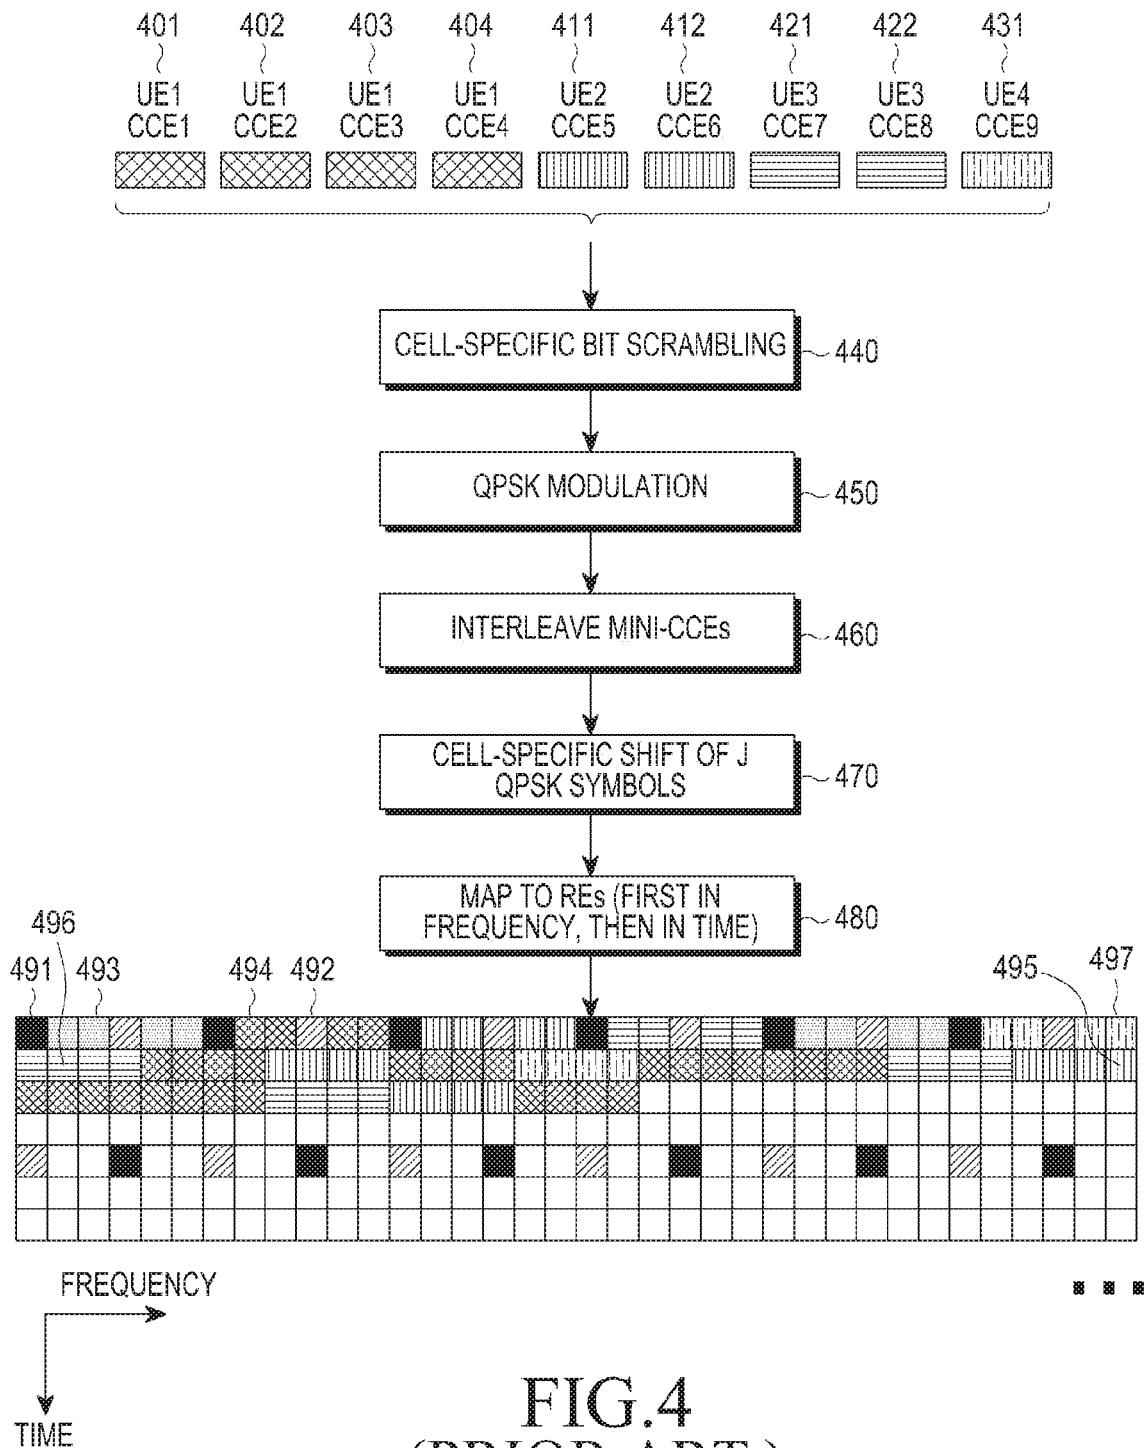 401 402 403 404 411 412 421 422 431
UE1 UE1 UE1 UE1 UE2 UE2 UE3 UE3 UE4
CCE1 CCE2 CCE3 CCE4 CCE5 CCE6 CCE7 CCE8 CCE9
CELL-SPECIFIC BIT SCRAMBLING 440
QPSK MODULATION 450
INTERLEAVE MINI-CCEs 460
CELL-SPECIFIC SHIFT OF J
QPSK SYMBOLS
470
MAP TO REs (FIRST IN
FREQUENCY, THEN IN TIME)
480
496
491 493 494 492 495 497
FREQUENCY
TIME
FIG.4
(PRIOR ART)